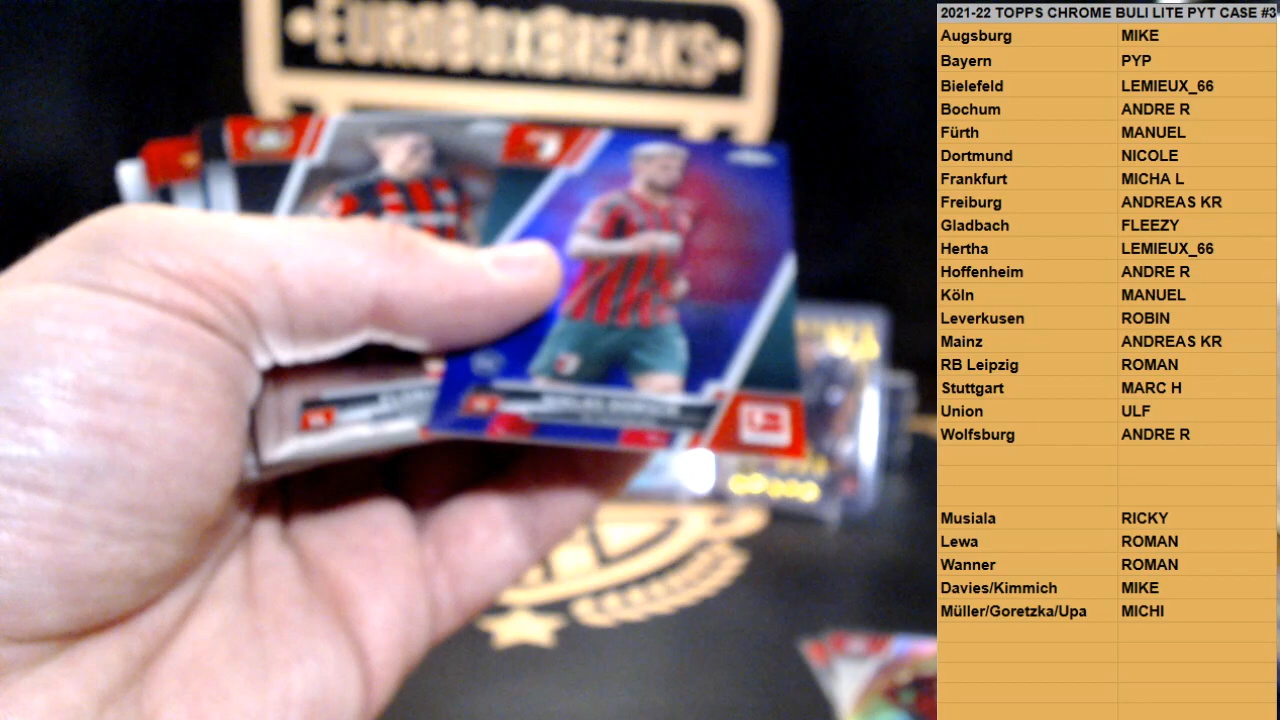 EUROBOXBREAKS
2021-22 TOPPS CHROME BULI LITE PYT CASE #3
Augsburg MIKE
Bayern PYP
Bielefeld LEMIEUX_66
Bochum ANDRE R
Fürth MANUEL
Dortmund NICOLE
Frankfurt MICHA L
Freiburg ANDREAS KR
Gladbach FLEEZY
Hertha LEMIEUX_66
Hoffenheim ANDRE R
Köln MANUEL
Leverkusen ROBIN
Mainz ANDREAS KR
RB Leipzig ROMAN
Stuttgart MARC H
Union ULF
Wolfsburg ANDRE R
Musiala RICKY
Lewa ROMAN
Wanner ROMAN
Davies/Kimmich MIKE
Müller/Goretzka/Upa MICHI